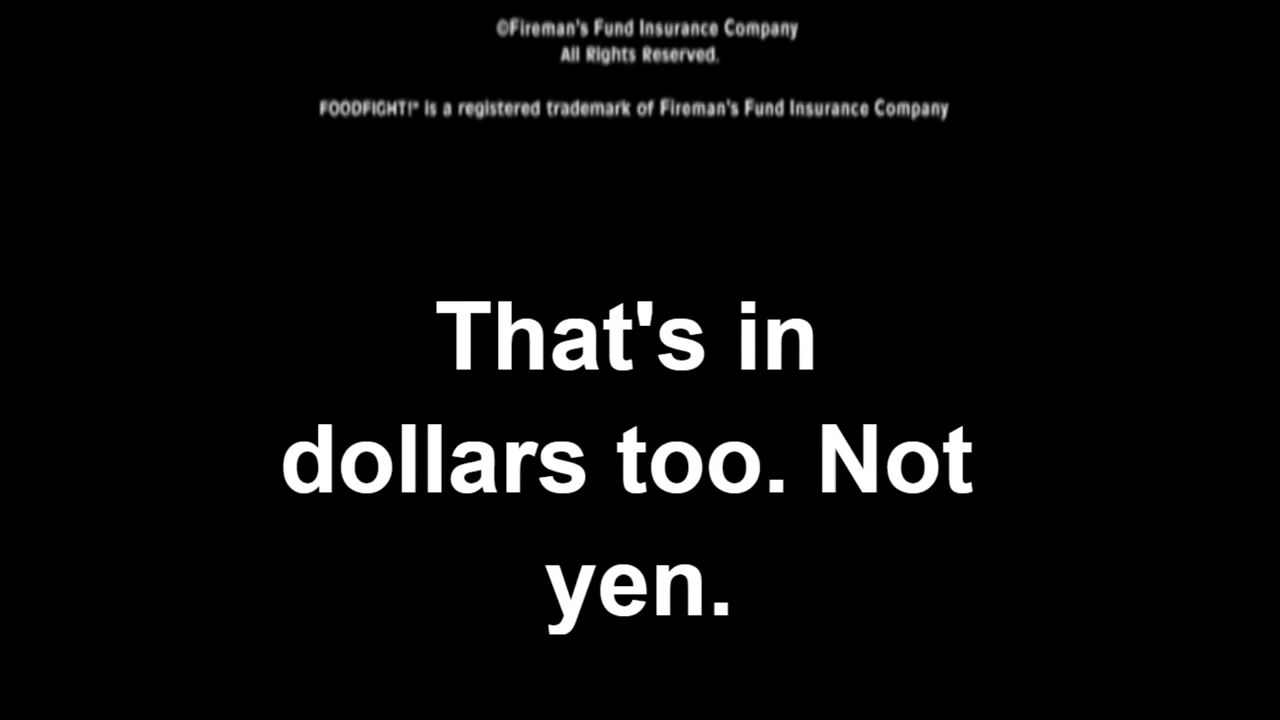 ©Fireman's Fund Insurance Company
All Rights Reserved.
FOODFIGHT!® is a registered trademark of Fireman's Fund Insurance Company
That's in
dollars too. Not
yen.